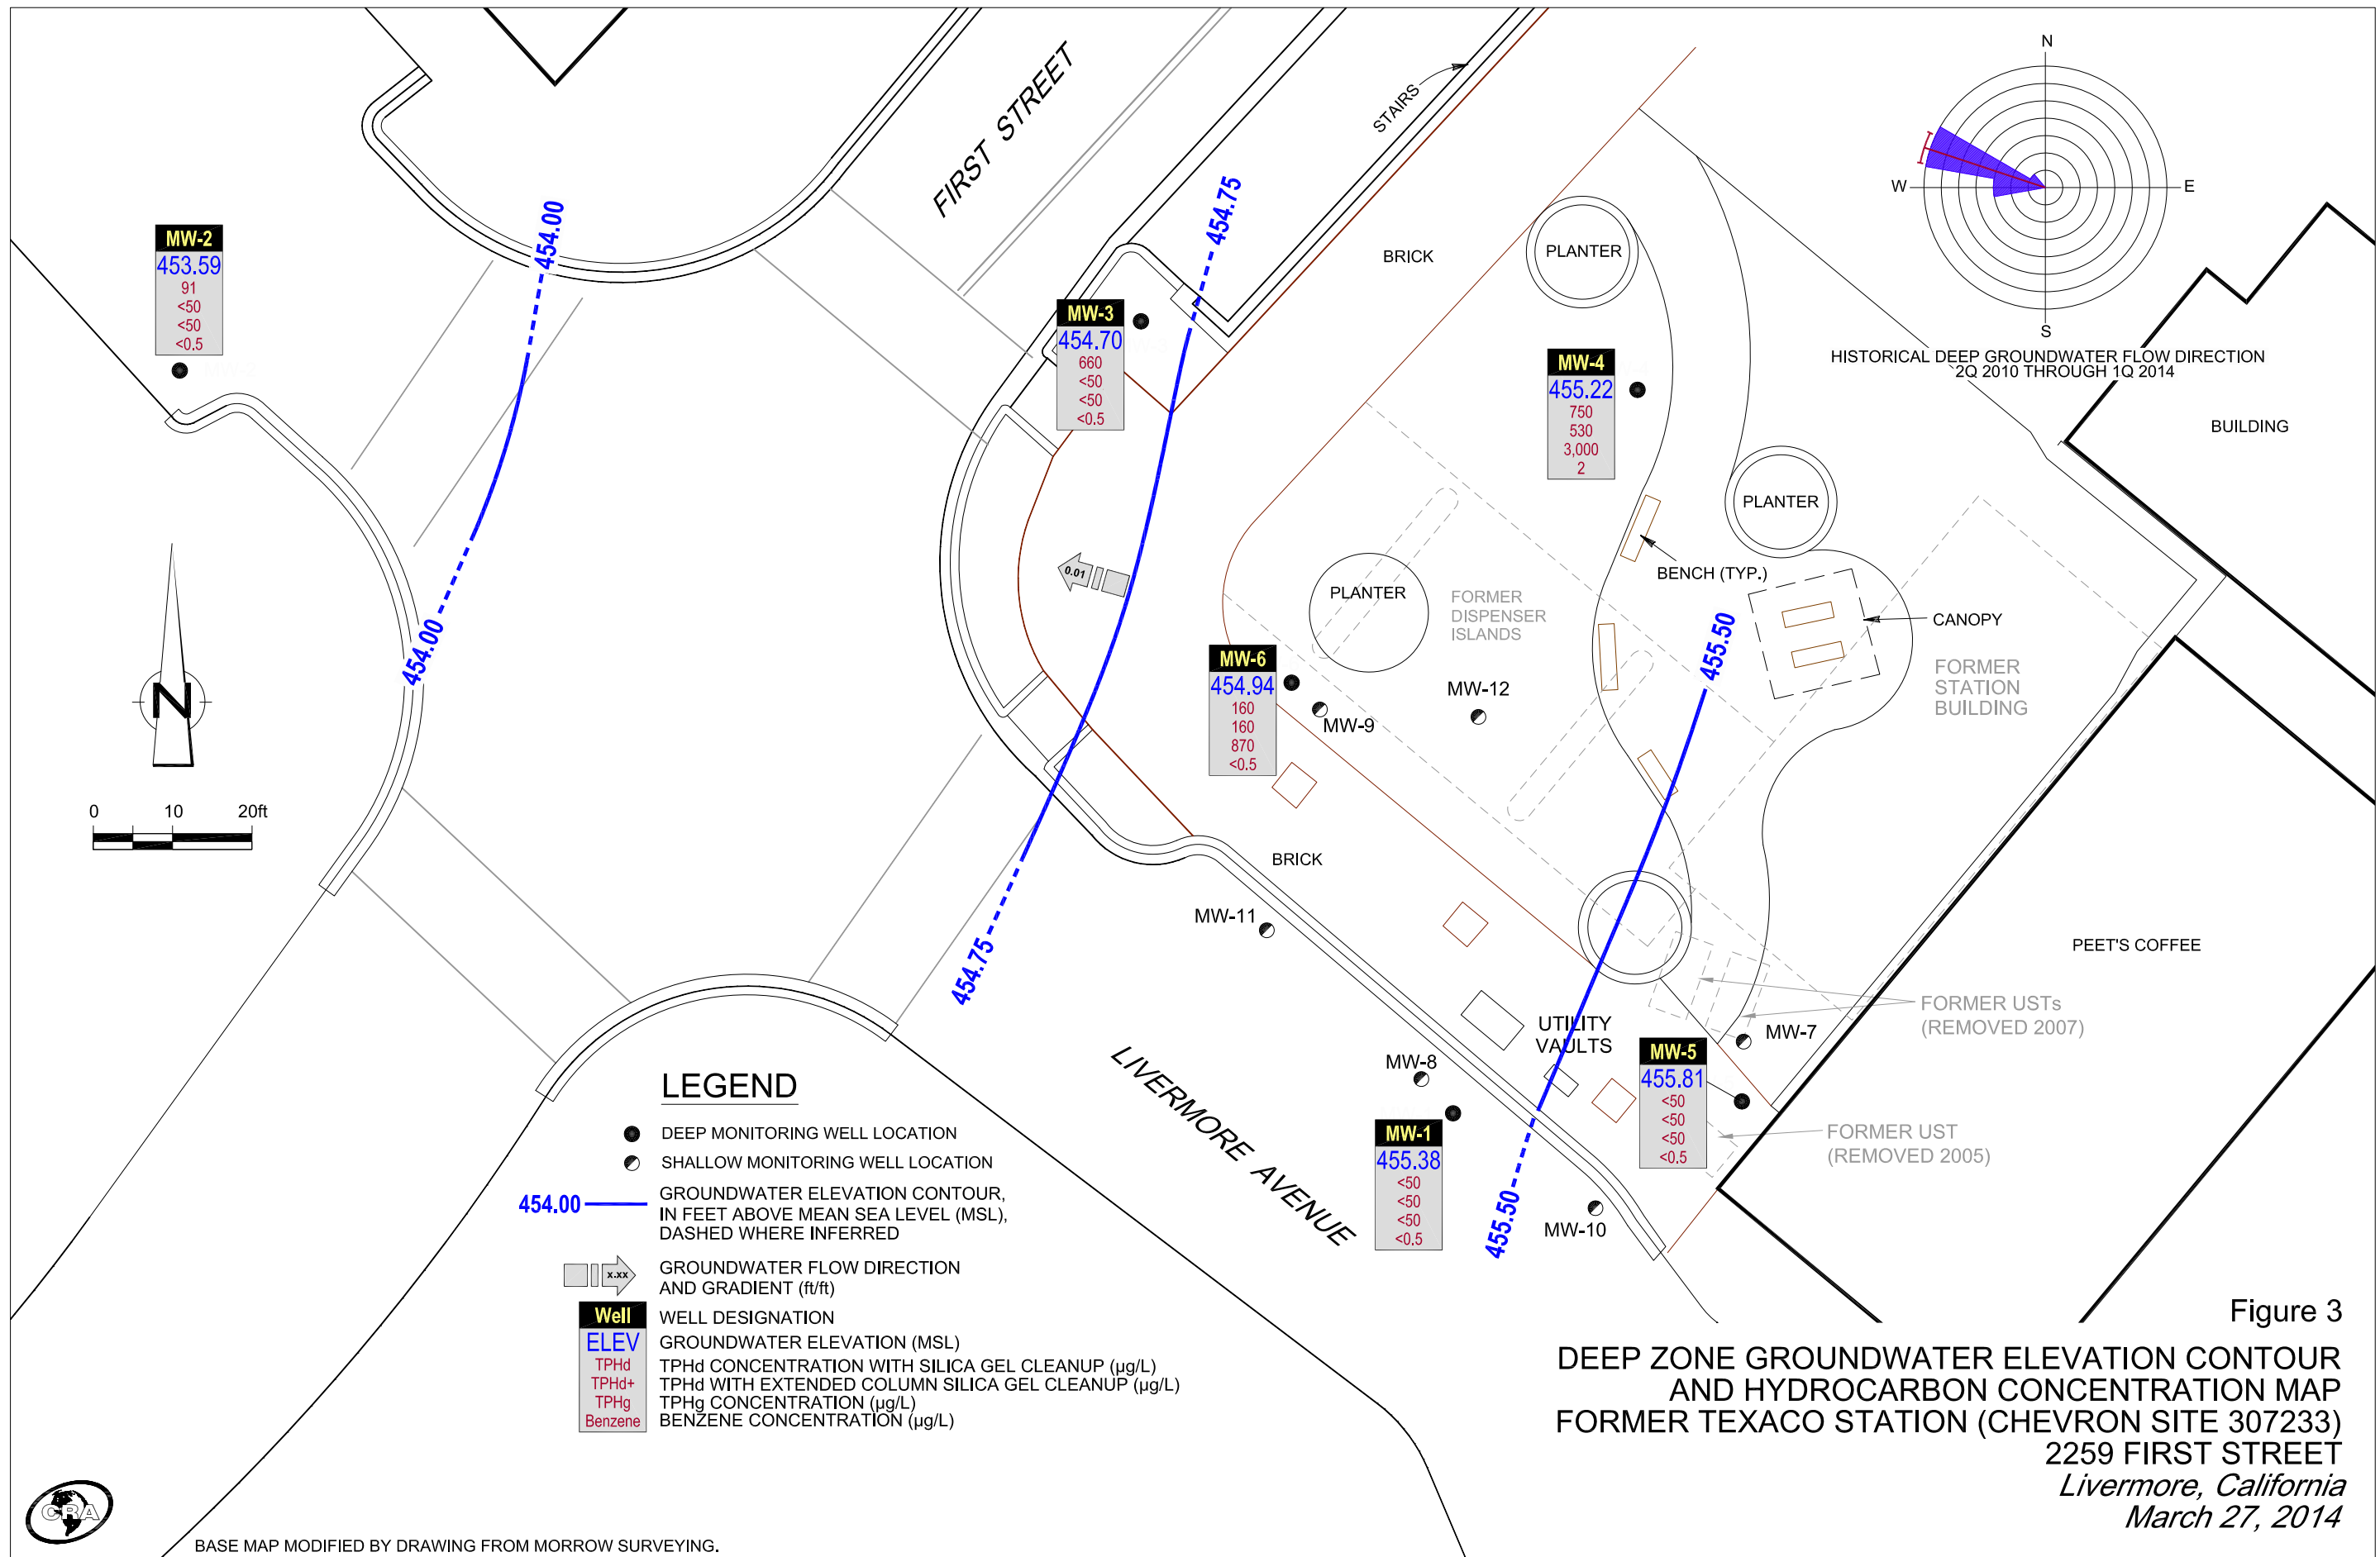 FIRST STREET
STAIRS
N
W
E
S
HISTORICAL DEEP GROUNDWATER FLOW DIRECTION
2Q 2010 THROUGH 1Q 2014
454.00
454.75
MW-2
453.59
91
<50
<50
<0.5
BRICK
PLANTER
MW-3
454.70
660
<50
<50
<0.5
MW-4
455.22
750
530
3,000
2
BUILDING
PLANTER
BENCH (TYP.)
0.01
PLANTER
FORMER
DISPENSER
ISLANDS
CANOPY
455.50
454.00
MW-6
454.94
160
160
870
<0.5
MW-12
MW-9
FORMER
STATION
BUILDING
N
0 10 20ft
BRICK
MW-11
454.75
PEET'S COFFEE
FORMER USTs
(REMOVED 2007)
UTILITY
VAULTS
MW-7
MW-8
MW-5
455.81
<50
<50
<50
<0.5
MW-1
455.38
<50
<50
<50
<0.5
FORMER UST
(REMOVED 2005)
455.50
MW-10
LIVERMORE AVENUE
LEGEND
DEEP MONITORING WELL LOCATION
SHALLOW MONITORING WELL LOCATION
454.00
GROUNDWATER ELEVATION CONTOUR,
IN FEET ABOVE MEAN SEA LEVEL (MSL),
DASHED WHERE INFERRED
x.xx
GROUNDWATER FLOW DIRECTION
AND GRADIENT (ft/ft)
Well WELL DESIGNATION
ELEV GROUNDWATER ELEVATION (MSL)
TPHd TPHd CONCENTRATION WITH SILICA GEL CLEANUP (µg/L)
TPHd+ TPHd WITH EXTENDED COLUMN SILICA GEL CLEANUP (µg/L)
TPHg TPHg CONCENTRATION (µg/L)
Benzene BENZENE CONCENTRATION (µg/L)
Figure 3
DEEP ZONE GROUNDWATER ELEVATION CONTOUR
AND HYDROCARBON CONCENTRATION MAP
FORMER TEXACO STATION (CHEVRON SITE 307233)
2259 FIRST STREET
Livermore, California
March 27, 2014
CRA
BASE MAP MODIFIED BY DRAWING FROM MORROW SURVEYING.